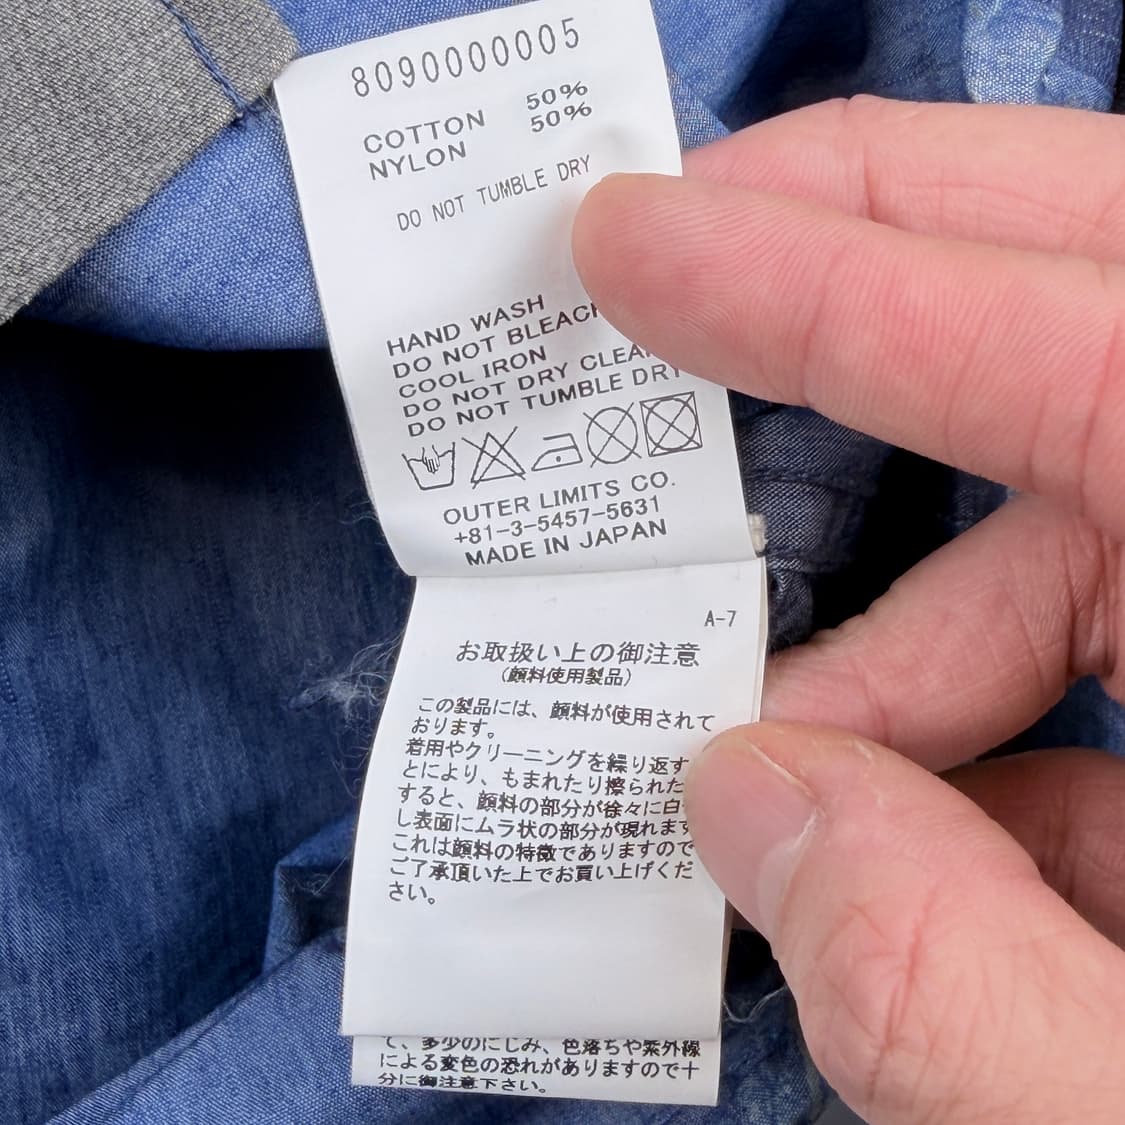 8090000005
COTTON 50%
NYLON 50%
DO NOT TUMBLE DRY
HAND WASH
DO NOT BLEACH
COOL IRON
DO NOT DRY CLEAN
DO NOT TUMBLE DRY
OUTER LIMITS CO.
+81-3-5457-5631
MADE IN JAPAN
A-7
お取扱い上の御注意
(顔料使用製品)
この製品には、顔料が使用されて
おります。
着用やクリーニングを繰り返す
とにより、もまれたり擦られた
すると、顔料の部分が徐々に白
し表面にムラ状の部分が現れます
これは顔料の特徴でありますので
ご了承頂いた上でお買い上げくだ
さい。
て、多少のにじみ、色落ちや紫外線
による変色の恐れがありますので十
分に御注意下さい。